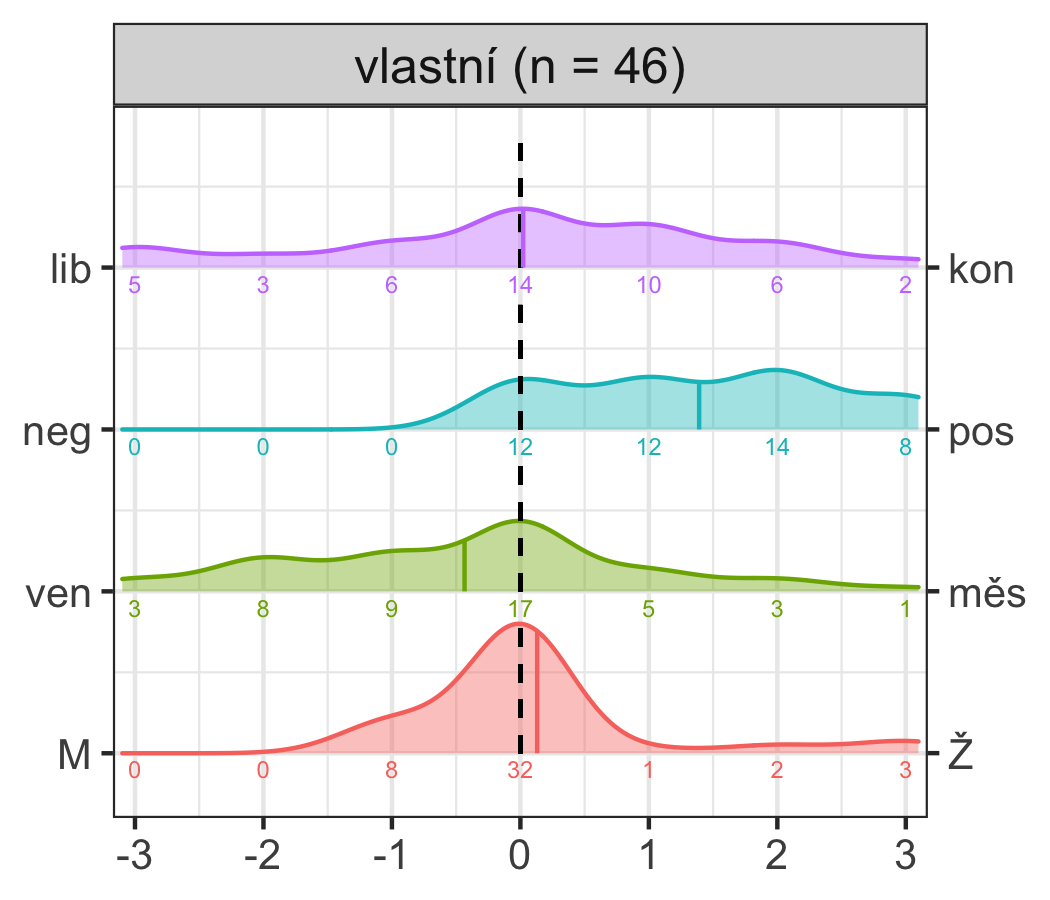 vlastní (n = 46)
lib kon
5 3 6 14 10 6 2
neg pos
0 0 0 12 12 14 8
ven měs
3 8 9 17 5 3 1
M Ž
0 0 8 32 1 2 3
-3 -2 -1 0 1 2 3